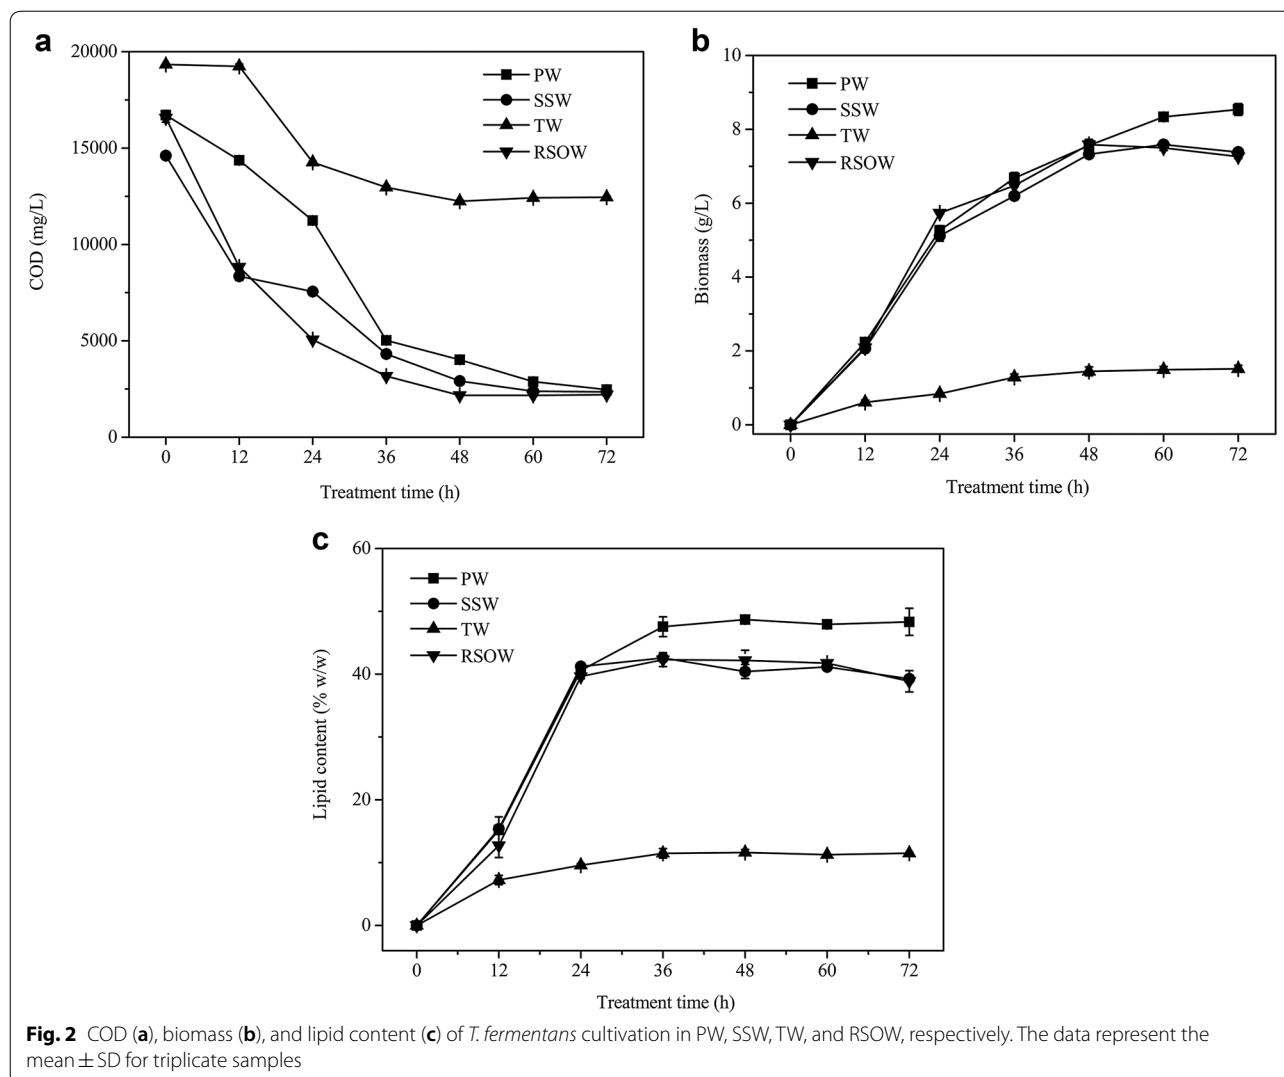 a
20000
15000
10000
5000
0
COD (mg/L)
PW
SSW
TW
RSOW
0 12 24 36 48 60 72
Treatment time (h)
b
10
8
6
4
2
0
Biomass (g/L)
PW
SSW
TW
RSOW
0 12 24 36 48 60 72
Treatment time (h)
c
60
40
20
0
Lipid content (% w/w)
PW
SSW
TW
RSOW
0 12 24 36 48 60 72
Treatment time (h)
Fig. 2 COD (a), biomass (b), and lipid content (c) of T. fermentans cultivation in PW, SSW, TW, and RSOW, respectively. The data represent the
mean ± SD for triplicate samples